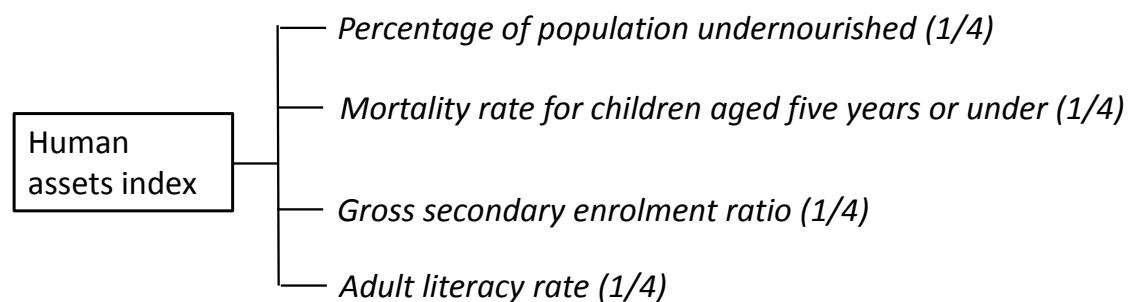 Percentage of population undernourished (1/4)
Mortality rate for children aged five years or under (1/4)
Human
assets index
Gross secondary enrolment ratio (1/4)
Adult literacy rate (1/4)